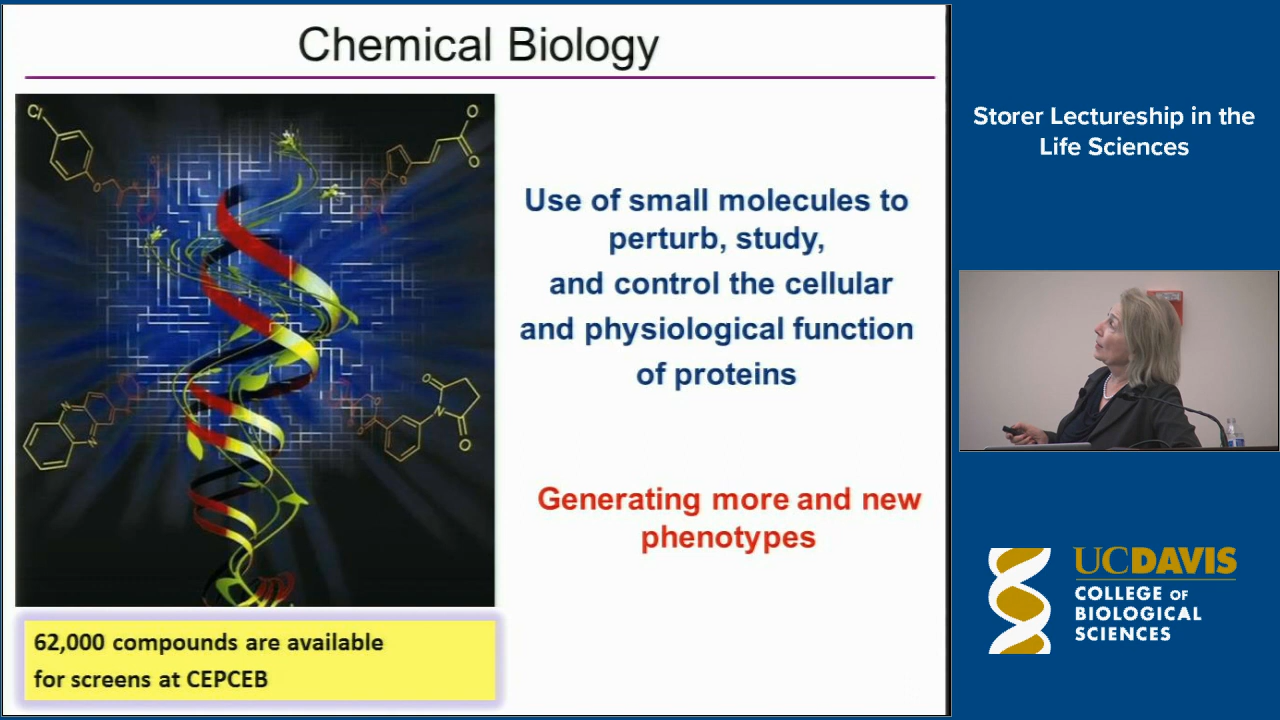 Chemical Biology
Cl
O
O
O
O
Use of small molecules to
perturb, study,
and control the cellular
and physiological function
of proteins
N
N
O
N
O
O
Generating more and new
phenotypes
62,000 compounds are available
for screens at CEPCEB
Storer Lectureship in the
Life Sciences
UCDAVIS
COLLEGE OF
BIOLOGICAL
SCIENCES